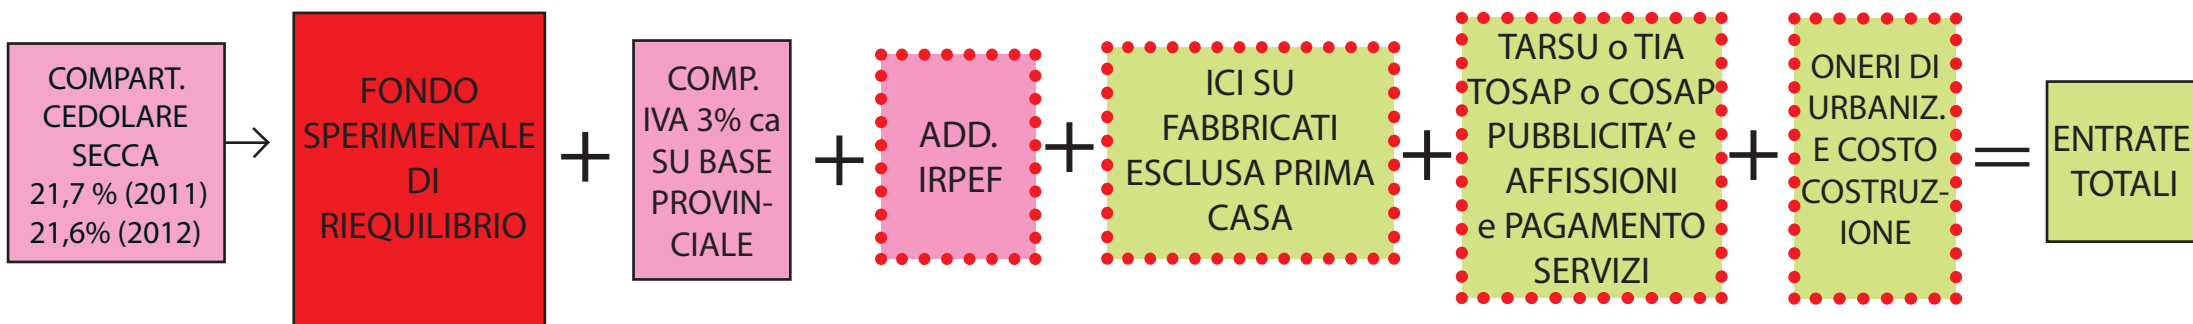 COMPART.
CEDOLARE
SECCA
21,7 % (2011)
21,6% (2012)
→
FONDO
SPERIMENTALE
DI
RIEQUILIBRIO
+
COMP.
IVA 3% ca
SU BASE
PROVIN-
CIALE
+
ADD.
IRPEF
+
ICI SU
FABBRICATI
ESCLUSA PRIMA
CASA
+
TARSU o TIA
TOSAP o COSAP
PUBBLICITA’ e
AFFISSIONI
e PAGAMENTO
SERVIZI
+
ONERI DI
URBANIZ.
E COSTO
COSTRUZ-
IONE
=
ENTRATE
TOTALI